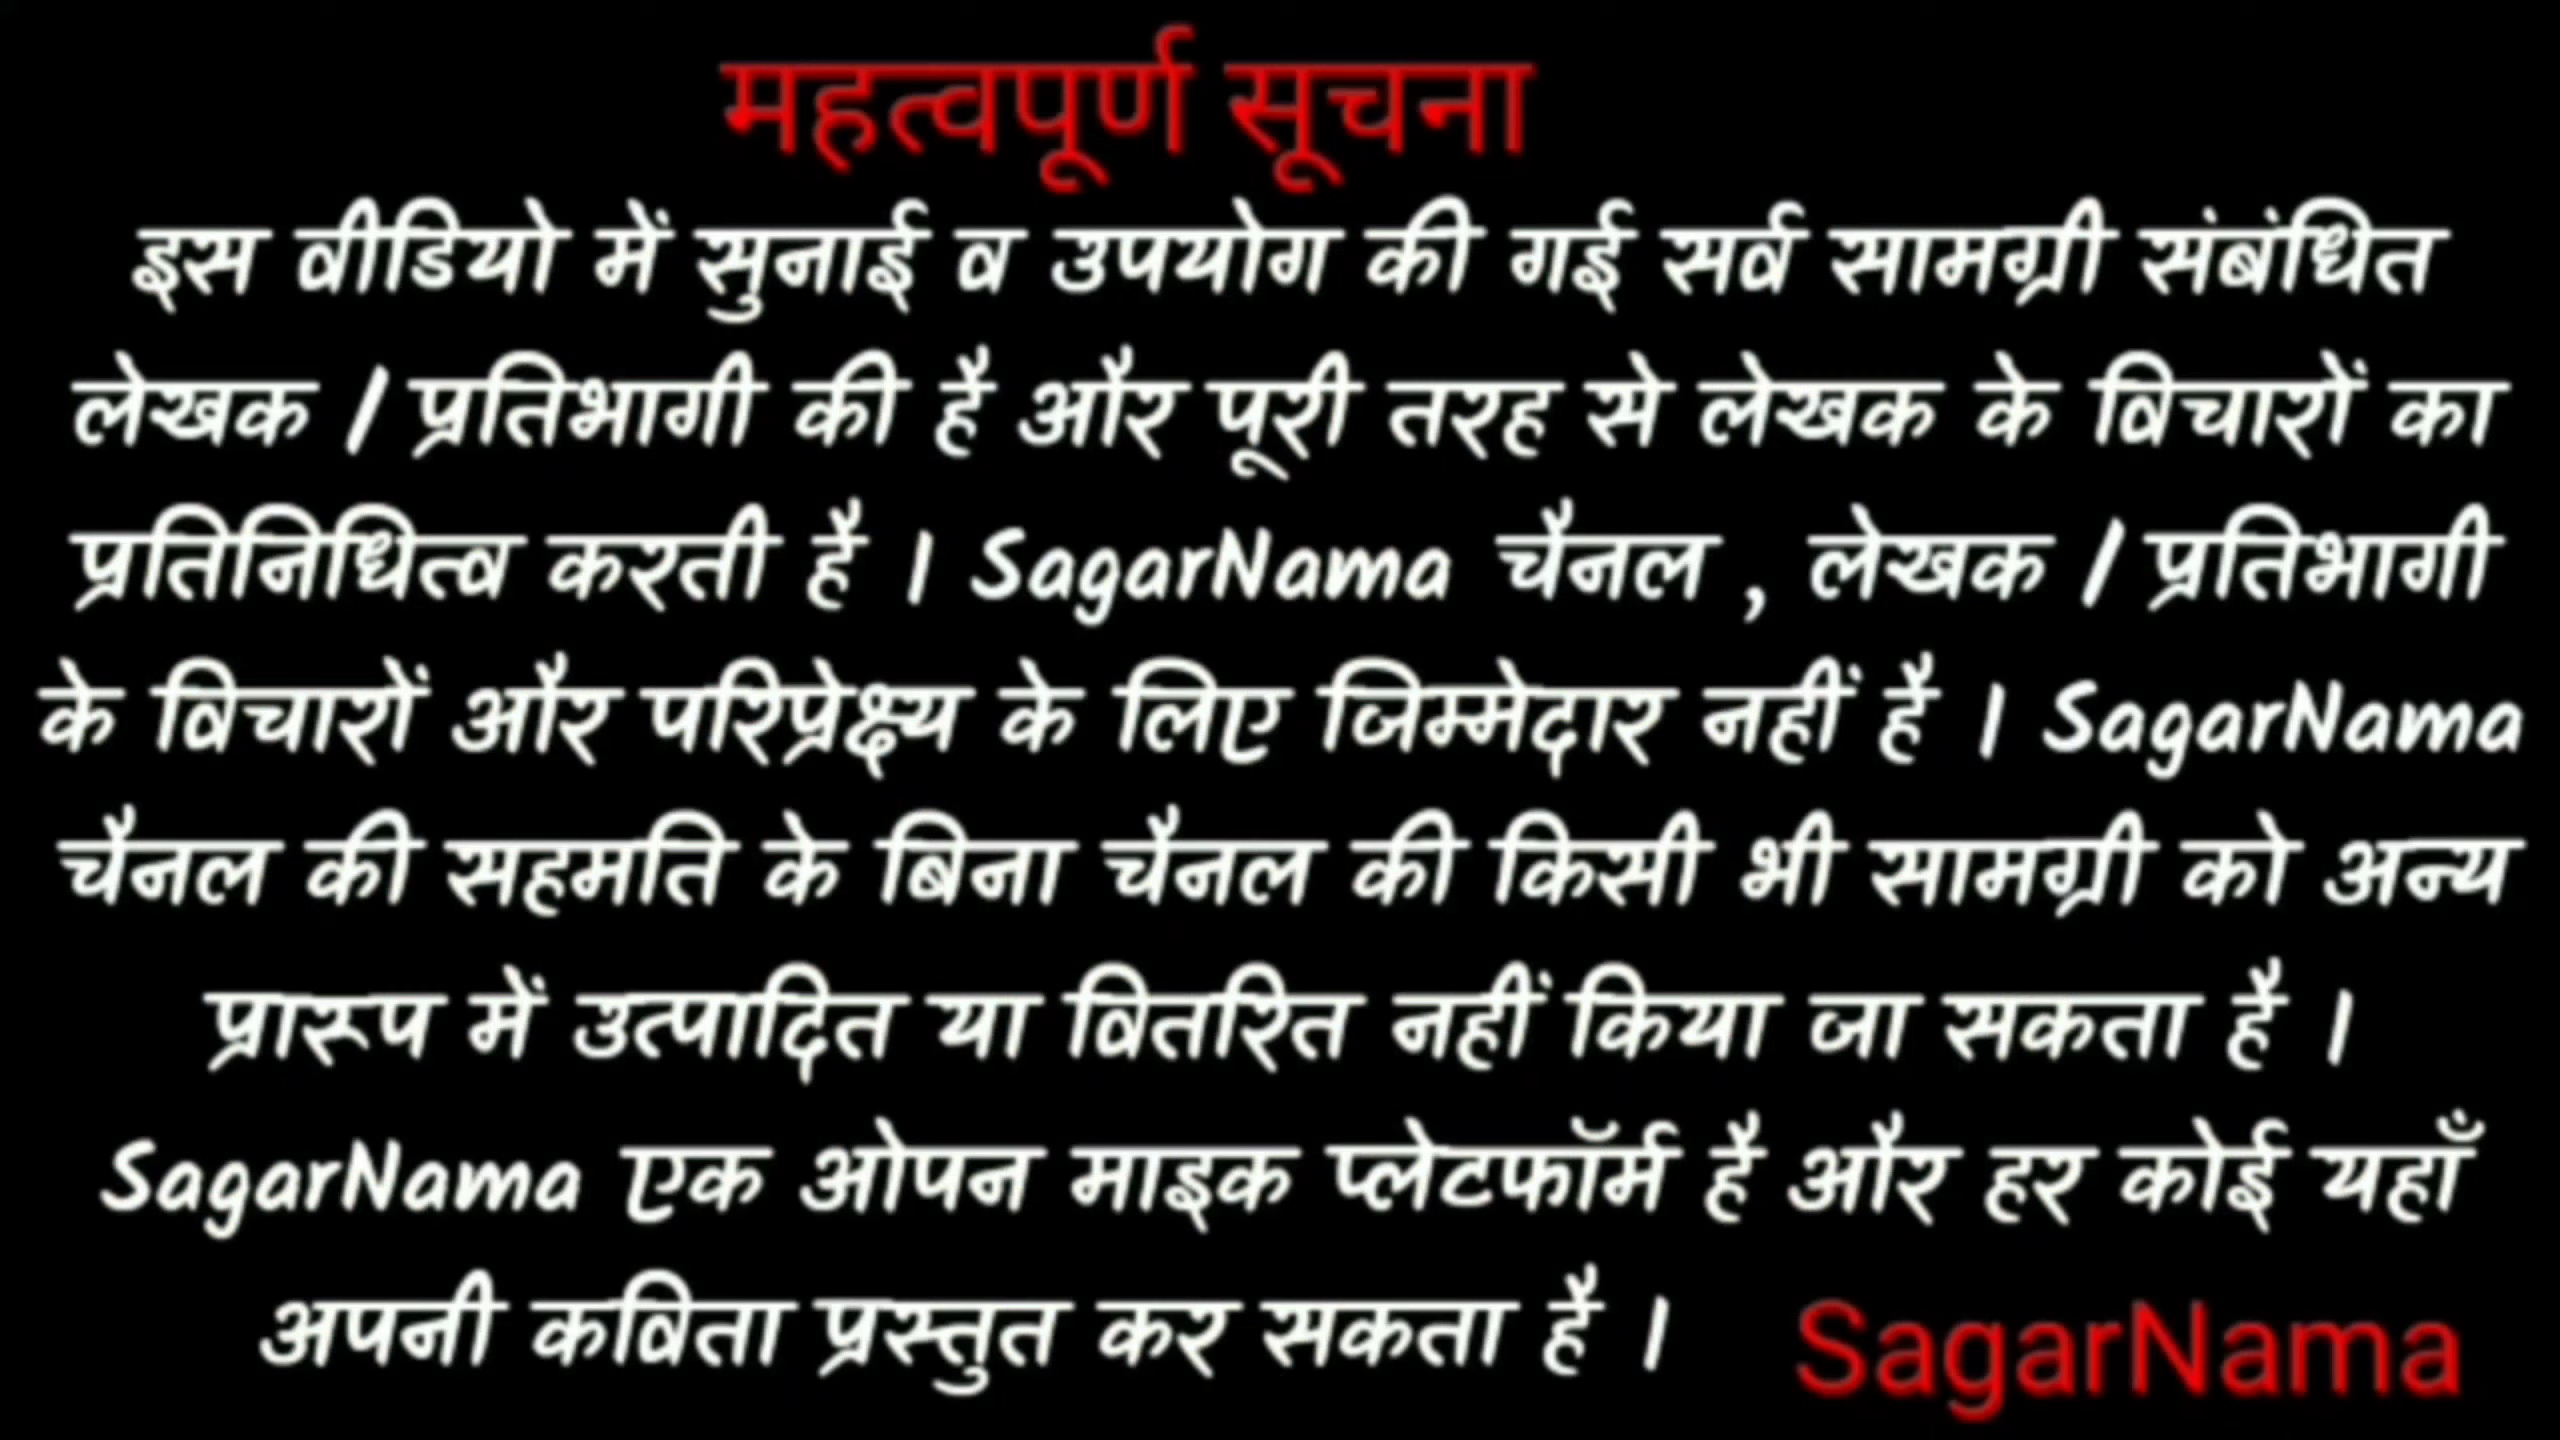 महत्वपूर्ण सूचना
इस वीडियो में सुनाई व उपयोग की गई सर्व सामग्री संबंधित
लेखक / प्रतिभागी की है और पूरी तरह से लेखक के विचारों का
प्रतिनिधित्व करती है । SagarNama चैनल , लेखक / प्रतिभागी
के विचारों और परिप्रेक्ष्य के लिए जिम्मेदार नहीं है । SagarNama
चैनल की सहमति के बिना चैनल की किसी भी सामग्री को अन्य
प्रारूप में उत्पादित या वितरित नहीं किया जा सकता है ।
SagarNama एक ओपन माइक प्लेटफॉर्म है और हर कोई यहाँ
अपनी कविता प्रस्तुत कर सकता है ।
SagarNama